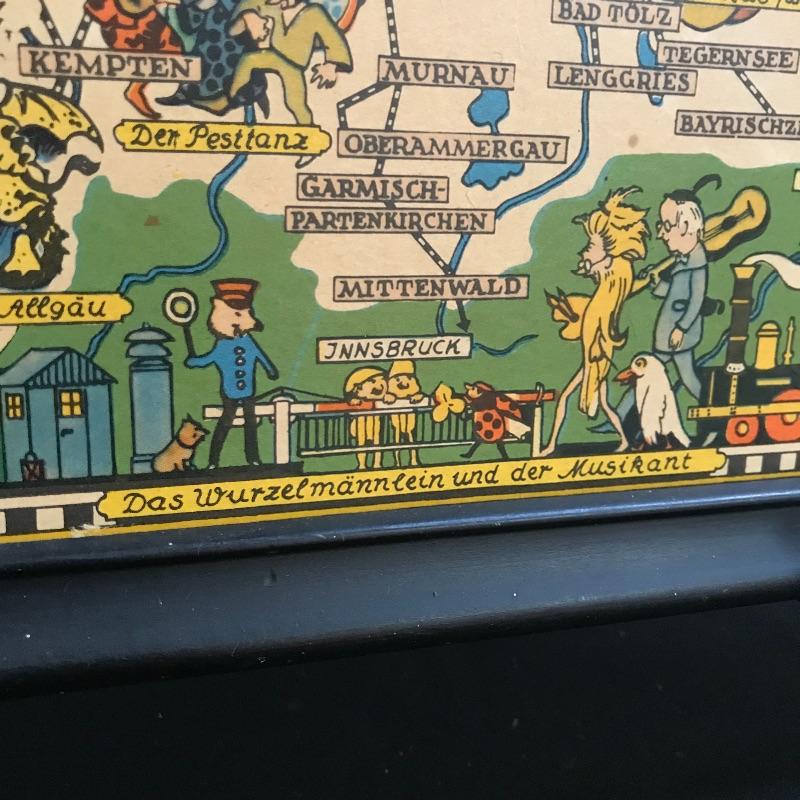 BAD TÖLZ
KEMPTEN
MURNAU
LENGGRIES
TEGERNSEE
Der Pesttanz
OBERAMMERGAU
GARMISCH-
PARTENKIRCHEN
MITTENWALD
Allgäu
INNSBRUCK
Das Wurzelmännlein und der Musikant